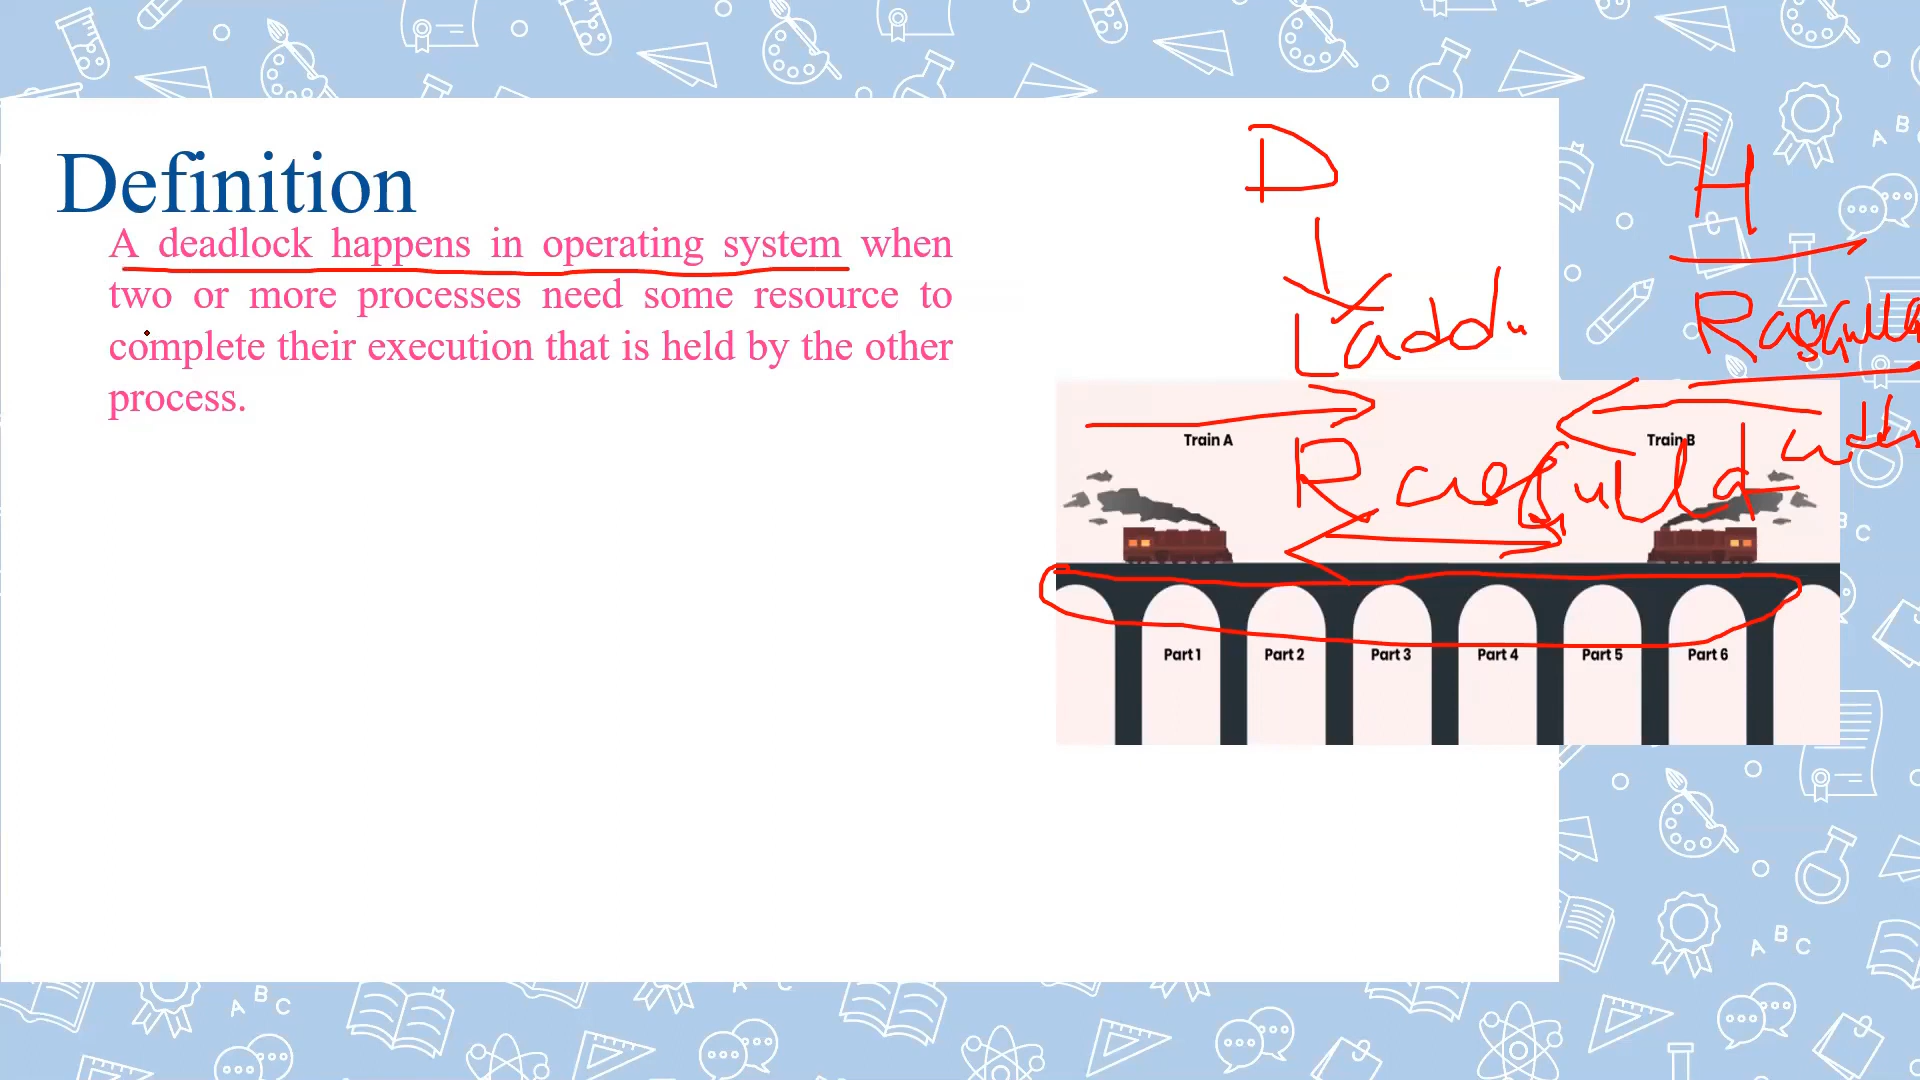 Definition
A deadlock happens in operating system when
two or more processes need some resource to
complete their execution that is held by the other
process.
D
H
Laddu
Train A
Train B
Part 1
Part 2
Part 3
Part 4
Part 5
Part 6
A B C
A B C
A B C